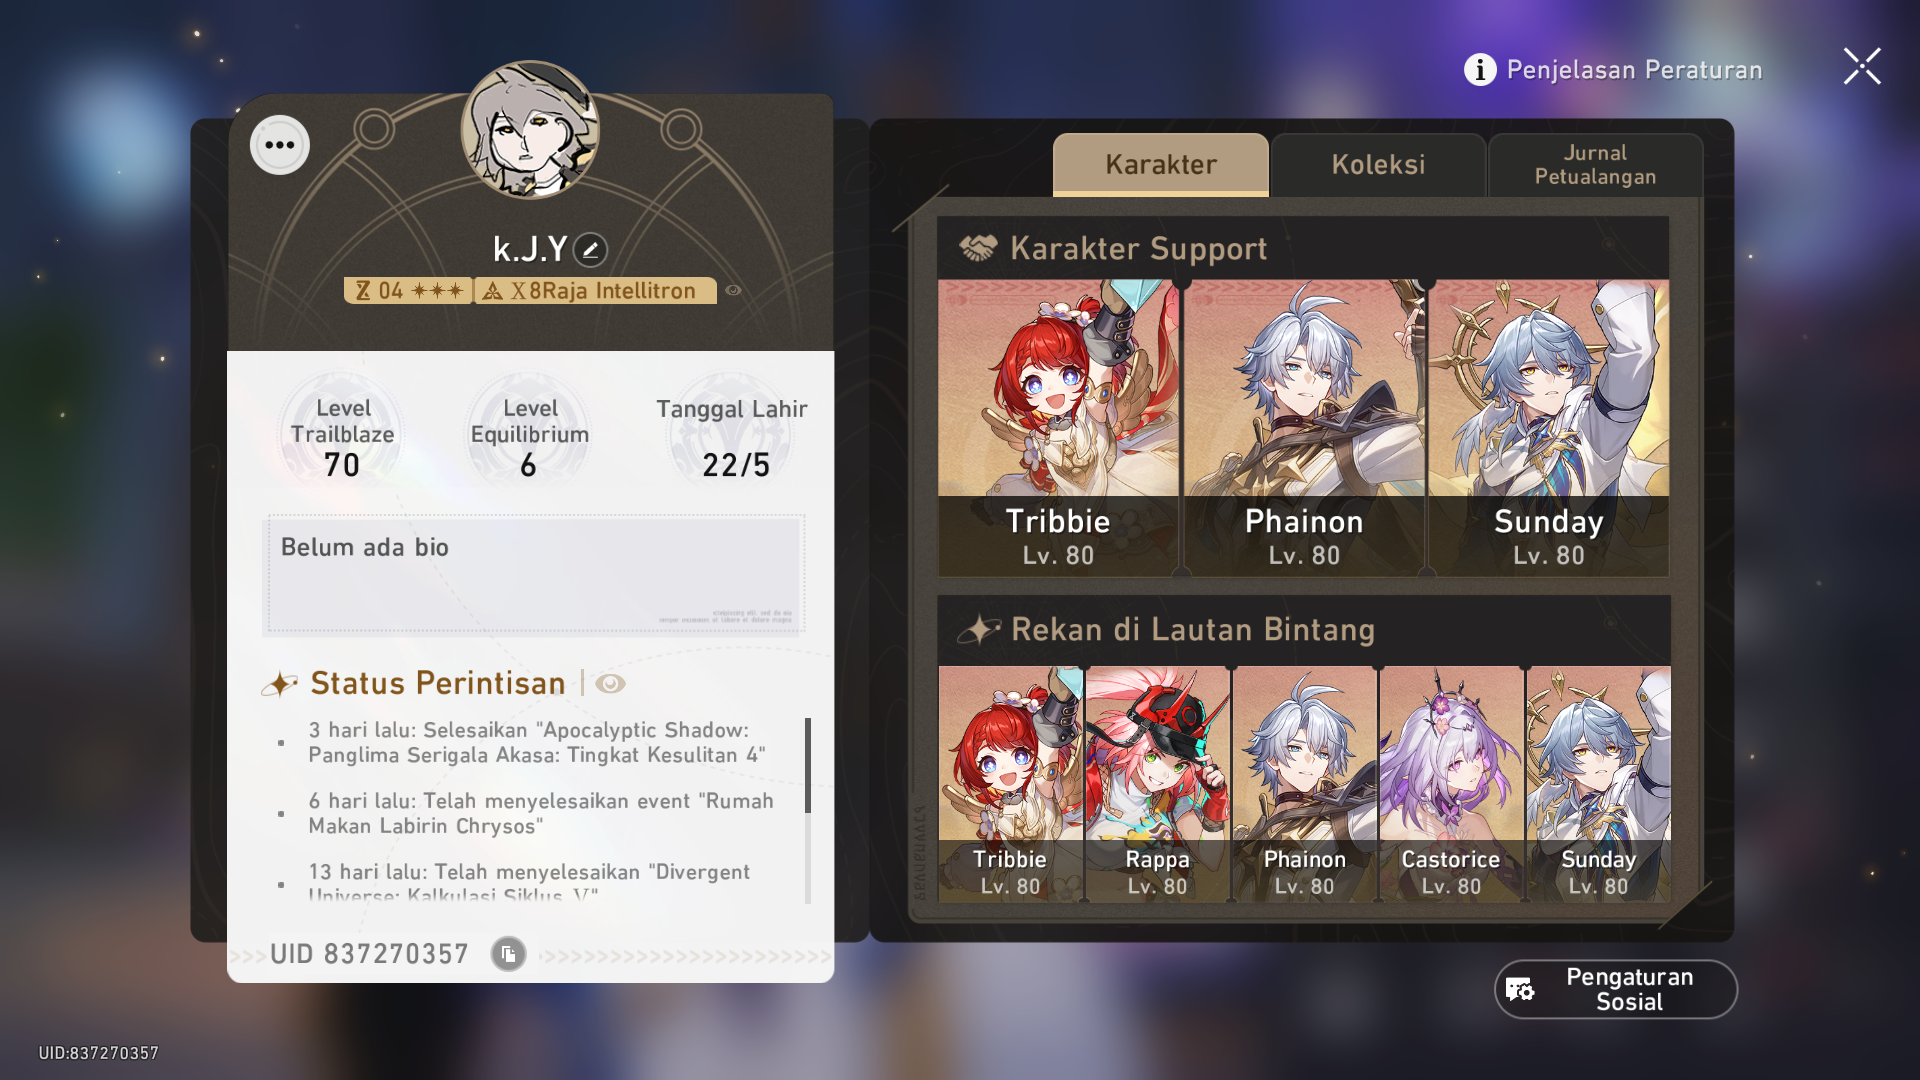 Penjelasan Peraturan
k.J.Y
04
X8Raja Intellitron
Level
Trailblaze
70
Level
Equilibrium
6
Tanggal Lahir
22/5
Belum ada bio
Status Perintisan
3 hari lalu: Selesaikan "Apocalyptic Shadow:
Panglima Serigala Akasa: Tingkat Kesulitan 4"
6 hari lalu: Telah menyelesaikan event "Rumah
Makan Labirin Chrysos"
13 hari lalu: Telah menyelesaikan "Divergent
Universe: Kalkulasi Siklus V"
UID 837270357
Karakter
Koleksi
Jurnal
Petualangan
Karakter Support
Tribbie
Lv. 80
Phainon
Lv. 80
Sunday
Lv. 80
Rekan di Lautan Bintang
Tribbie
Lv. 80
Rappa
Lv. 80
Phainon
Lv. 80
Castorice
Lv. 80
Sunday
Lv. 80
Pengaturan
Sosial
UID:837270357